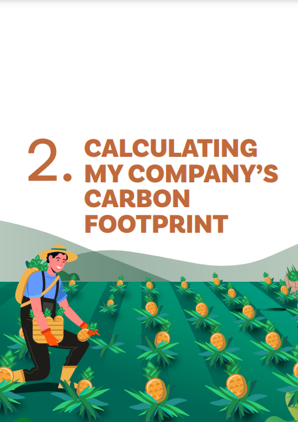 2. CALCULATING
MY COMPANY'S
CARBON
FOOTPRINT